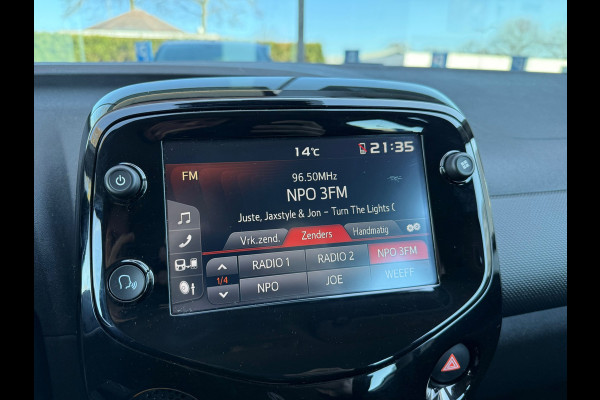 14°C 21:35
FM 96.50MHz
NPO 3FM
Juste, Jaxstyle & Jon - Turn The Lights (
Vrk.zend. Zenders Handmatig
RADIO 1 RADIO 2 NPO 3FM
1/4
NPO JOE WEEFF